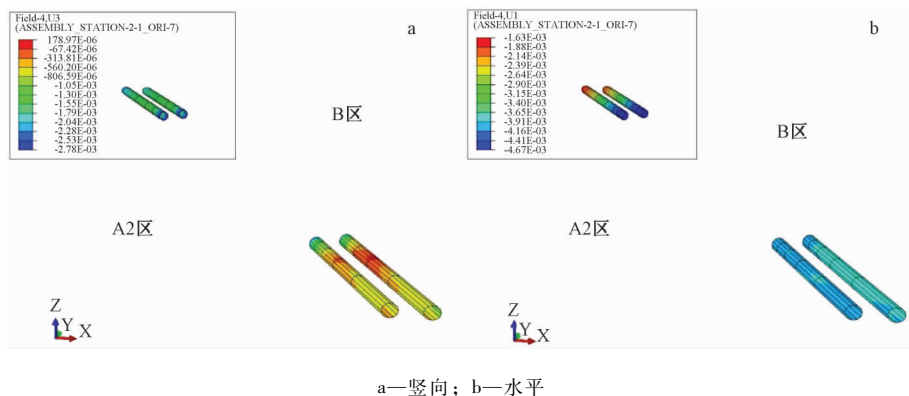 Field-4,U3
(ASSEMBLY_STATION-2-1_ORI-7)
178.97E-06
-67.42E-06
-313.81E-06
-560.20E-06
-806.59E-06
-1.05E-03
-1.30E-03
-1.55E-03
-1.79E-03
-2.04E-03
-2.28E-03
-2.53E-03
-2.78E-03
a
B区
A2区
Z
Y
X
Field-4,U1
(ASSEMBLY_STATION-2-1_ORI-7)
-1.63E-03
-1.88E-03
-2.14E-03
-2.39E-03
-2.64E-03
-2.90E-03
-3.15E-03
-3.40E-03
-3.65E-03
-3.91E-03
-4.16E-03
-4.41E-03
-4.67E-03
b
B区
A2区
Z
Y
X
a—竖向；b—水平